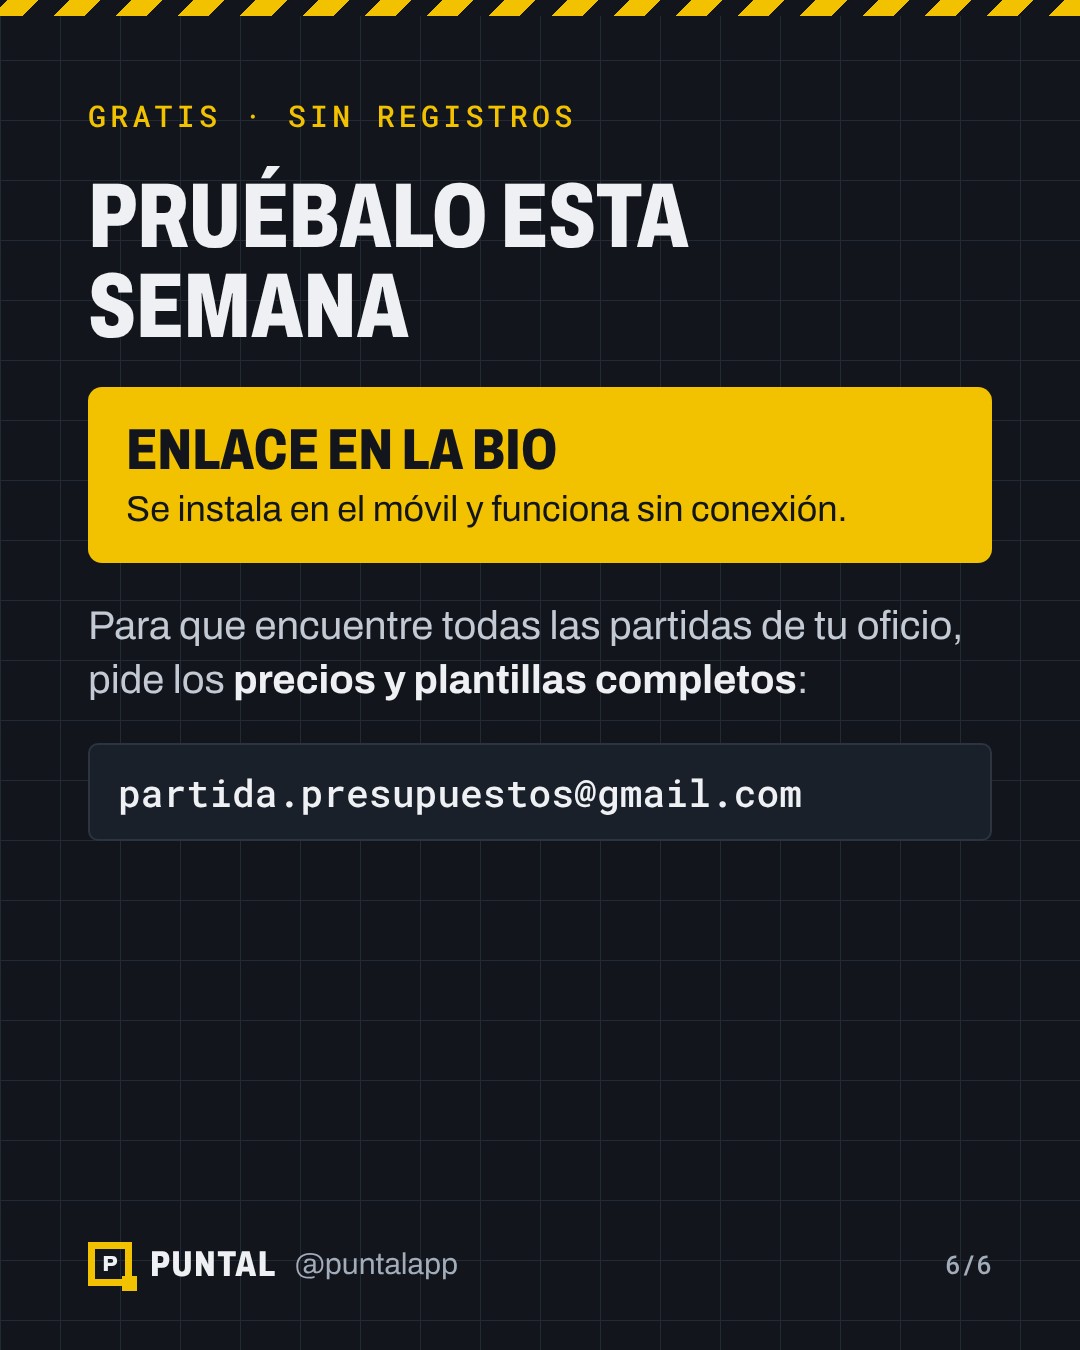 GRATIS · SIN REGISTROS
PRUÉBALO ESTA
SEMANA
ENLACE EN LA BIO
Se instala en el móvil y funciona sin conexión.
Para que encuentre todas las partidas de tu oficio,
pide los precios y plantillas completos:
partida.presupuestos@gmail.com
P PUNTAL @puntalapp 6/6